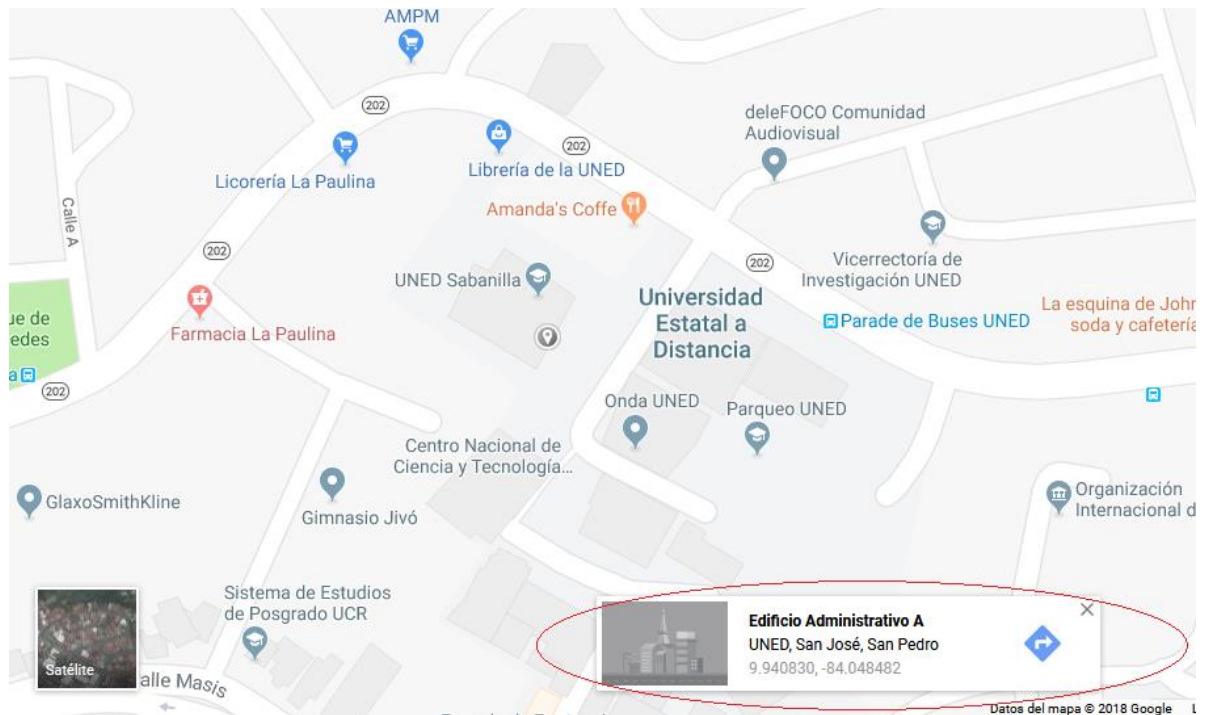 AMPM
202
deleFOCO Comunidad
Audiovisual
202
Licorería La Paulina
Librería de la UNED
Amanda's Coffe
Calle A
202
UNED Sabanilla
Universidad
Estatal a
Distancia
202
Vicerrectoría de
Investigación UNED
La esquina de John
soda y cafetería
Parade de Buses UNED
ue de
edes
Farmacia La Paulina
a
202
Onda UNED
Parqueo UNED
Centro Nacional de
Ciencia y Tecnología...
GlaxoSmithKline
Gimnasio Jivó
Organización
Internacional d
Sistema de Estudios
de Posgrado UCR
Edificio Administrativo A
UNED, San José, San Pedro
9.940830, -84.048482
Satélite
alle Masís
Datos del mapa © 2018 Google